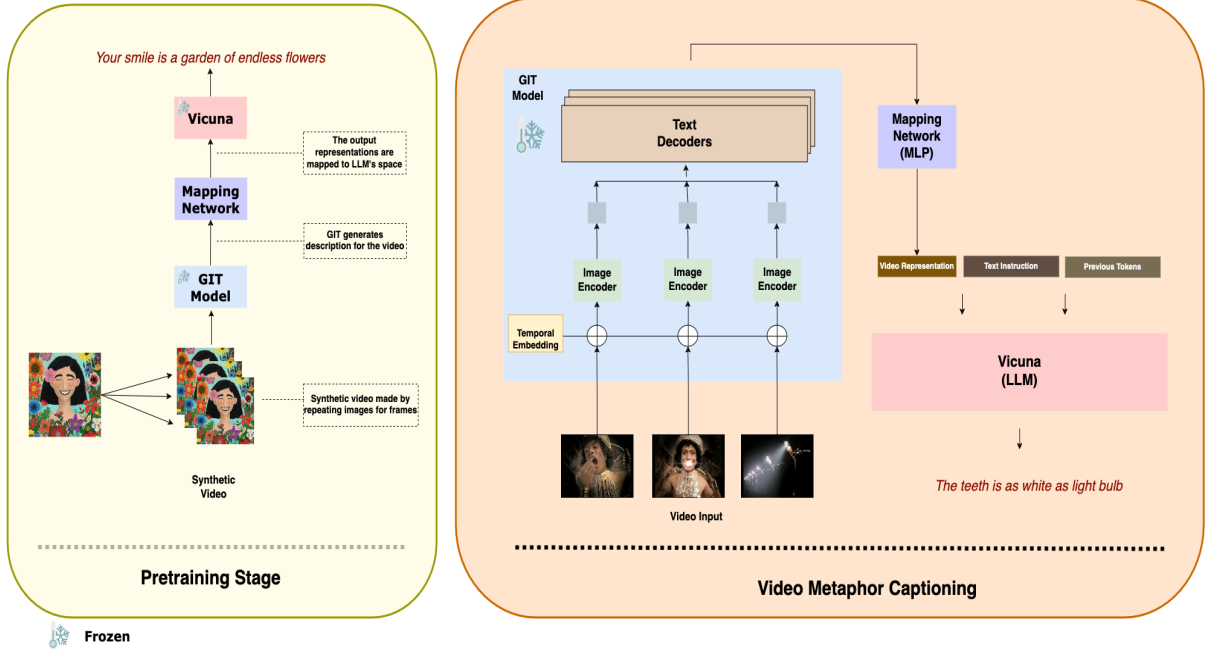 Your smile is a garden of endless flowers
Vicuna
The output
representations are
mapped to LLM's space
Mapping
Network
GIT generates
description for the video
GIT
Model
Synthetic video made by
repeating images for frames
Synthetic
Video
Pretraining Stage
Frozen
GIT
Model
Text
Decoders
Image
Encoder
Image
Encoder
Image
Encoder
Temporal
Embedding
Video Input
Mapping
Network
(MLP)
Video Representation
Text Instruction
Previous Tokens
Vicuna
(LLM)
The teeth is as white as light bulb
Video Metaphor Captioning